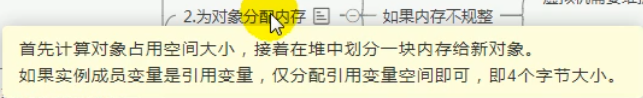 2.为对象分配内存
如果内存不规整
首先计算对象占用空间大小，接着在堆中划分一块内存给新对象。
如果实例成员变量是引用变量，仅分配引用变量空间即可，即4个字节大小。